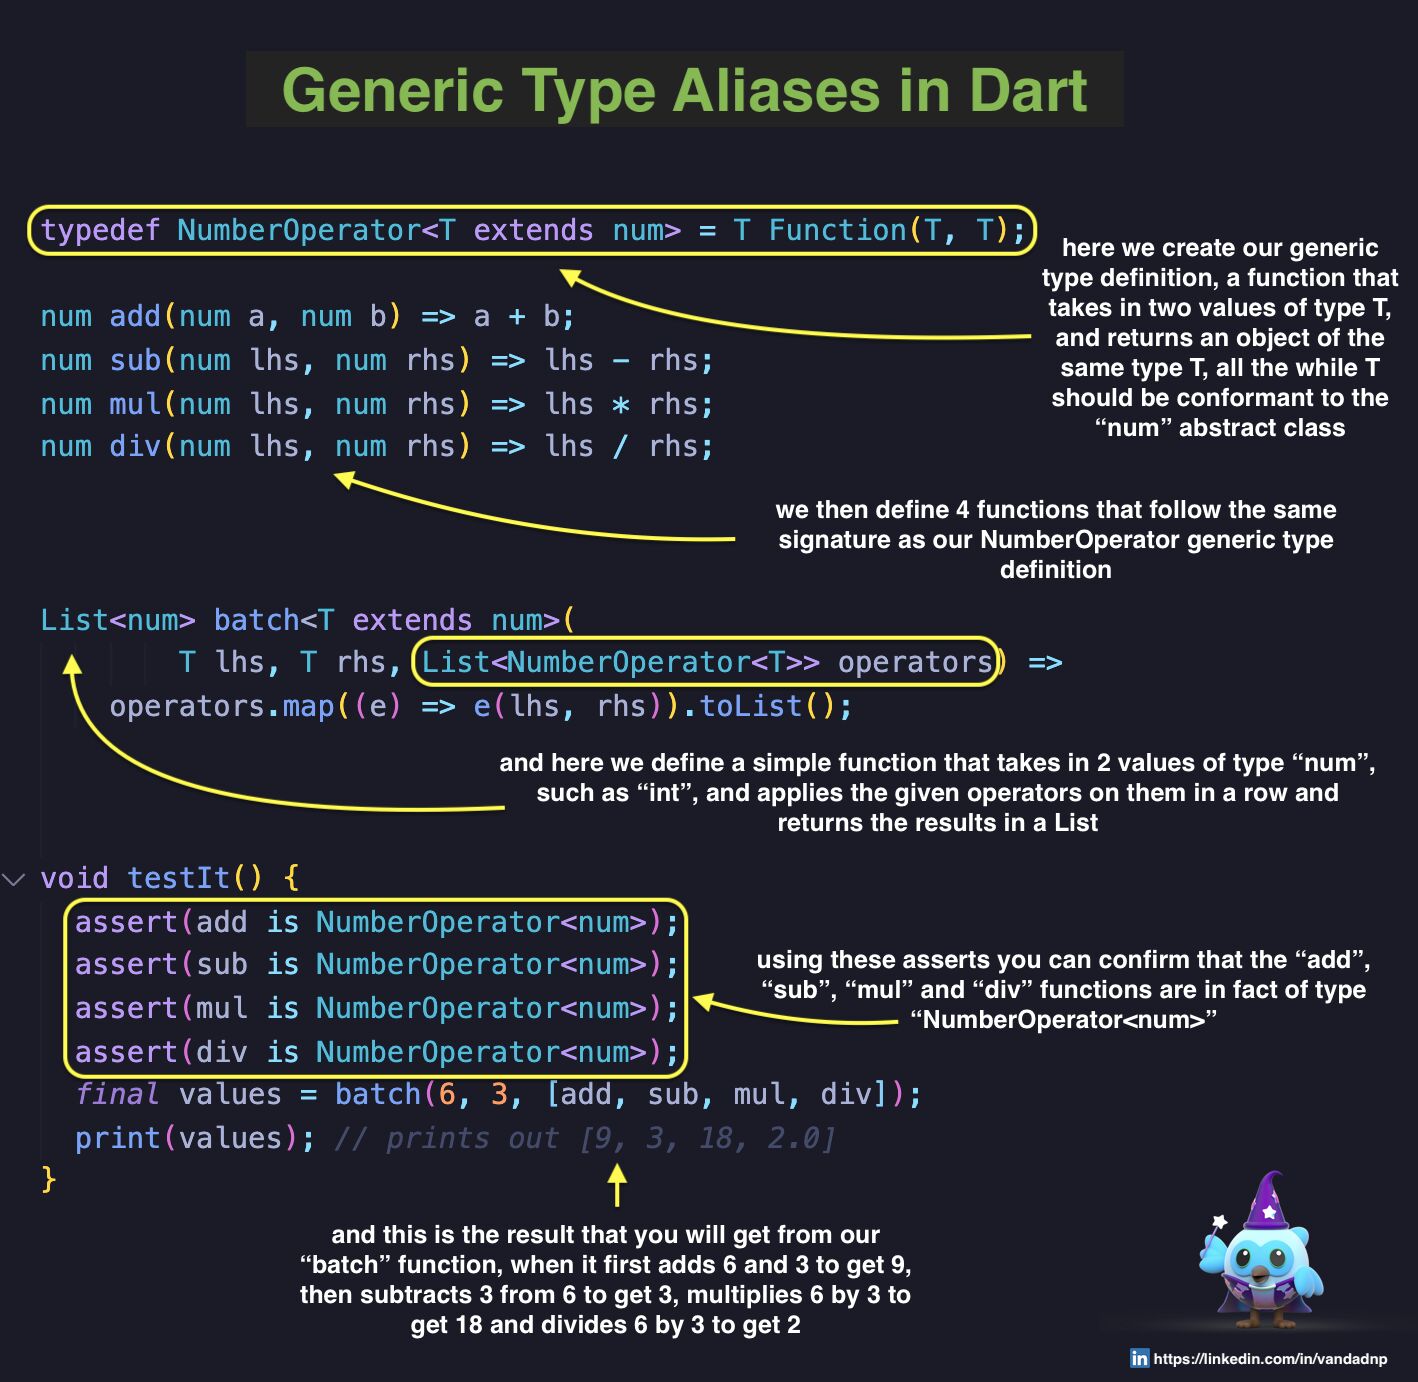 Generic Type Aliases in Dart
typedef NumberOperator<T extends num> = T Function(T, T);
here we create our generic
type definition, a function that
takes in two values of type T,
and returns an object of the
same type T, all the while T
should be conformant to the
“num” abstract class
num add(num a, num b) => a + b;
num sub(num lhs, num rhs) => lhs - rhs;
num mul(num lhs, num rhs) => lhs * rhs;
num div(num lhs, num rhs) => lhs / rhs;
we then define 4 functions that follow the same
signature as our NumberOperator generic type
definition
List<num> batch<T extends num>(
T lhs, T rhs, List<NumberOperator<T>> operators) =>
operators.map((e) => e(lhs, rhs)).toList();
and here we define a simple function that takes in 2 values of type “num”,
such as “int”, and applies the given operators on them in a row and
returns the results in a List
void testIt() {
assert(add is NumberOperator<num>);
assert(sub is NumberOperator<num>);
assert(mul is NumberOperator<num>);
assert(div is NumberOperator<num>);
using these asserts you can confirm that the “add”,
“sub”, “mul” and “div” functions are in fact of type
“NumberOperator<num>”
final values = batch(6, 3, [add, sub, mul, div]);
print(values); // prints out [9, 3, 18, 2.0]
}
and this is the result that you will get from our
“batch” function, when it first adds 6 and 3 to get 9,
then subtracts 3 from 6 to get 3, multiplies 6 by 3 to
get 18 and divides 6 by 3 to get 2
in https://linkedin.com/in/vandadnp